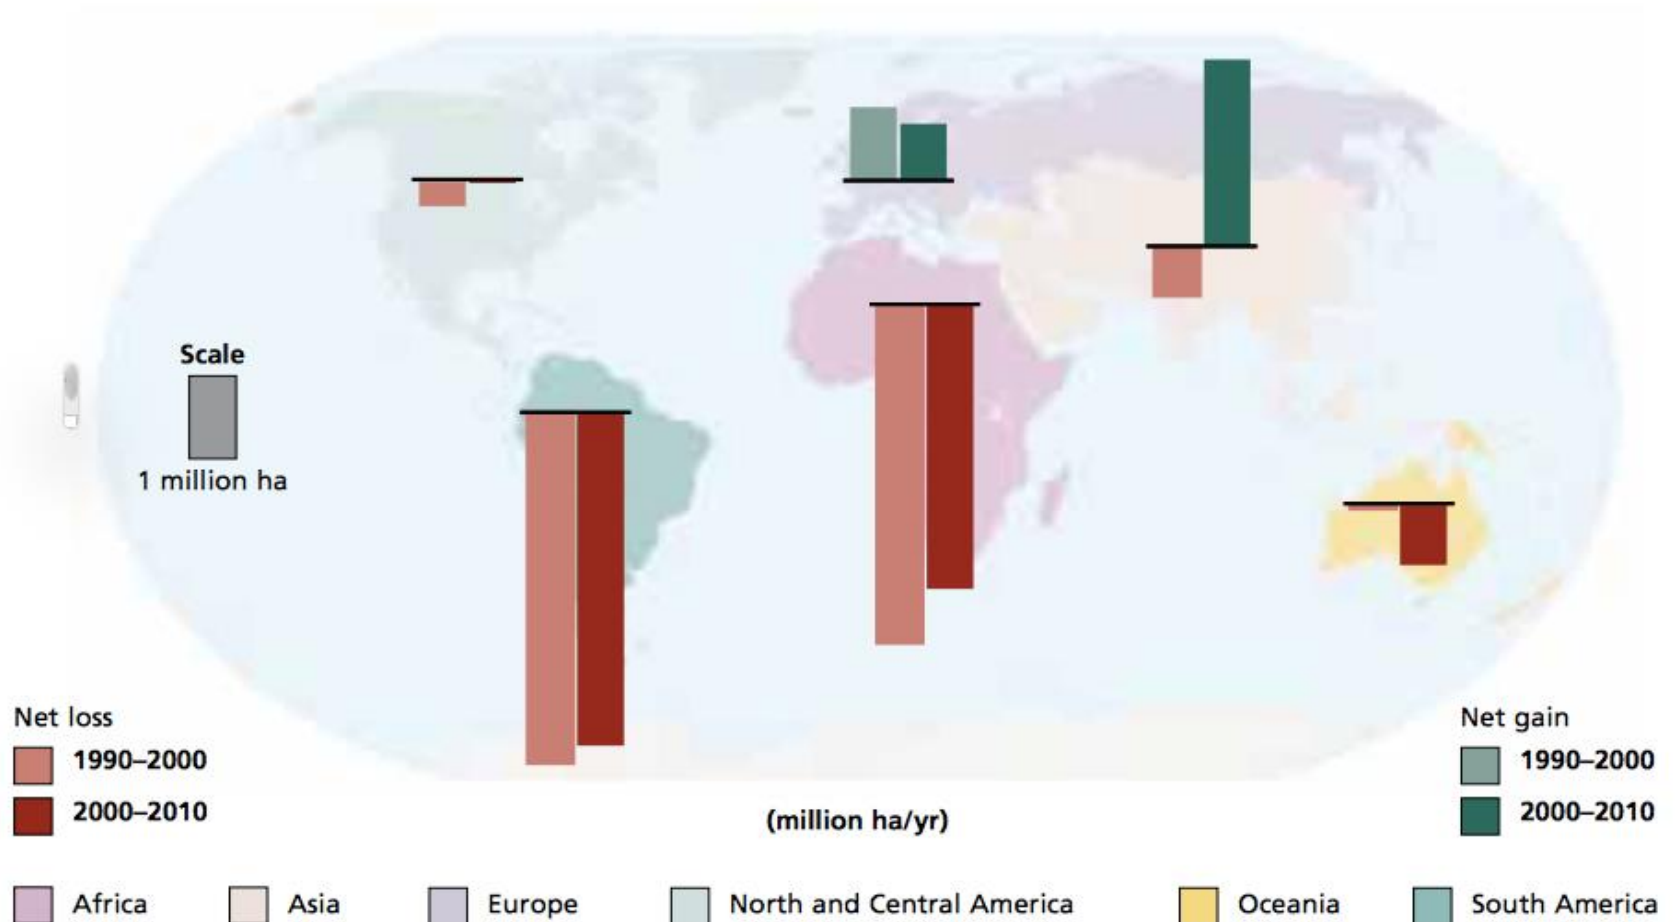 Scale
1 million ha
Net loss
1990–2000
2000–2010
(million ha/yr)
Net gain
1990–2000
2000–2010
Africa
Asia
Europe
North and Central America
Oceania
South America